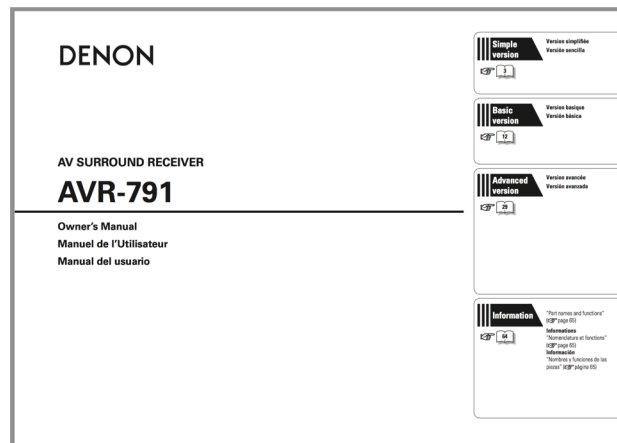 DENON
AV SURROUND RECEIVER
AVR-791
Owner's Manual
Manuel de l'Utilisateur
Manual del usuario
Simple
version
Version simplifiée
Versión sencilla
3
Basic
version
Version basique
Versión básica
12
Advanced
version
Version avancée
Versión avanzada
29
Information
"Part names and functions"
(page 65)
Informations
"Nomenclature et fonctions"
(page 65)
Información
"Nombres y funciones de las
piezas" (página 65)
64